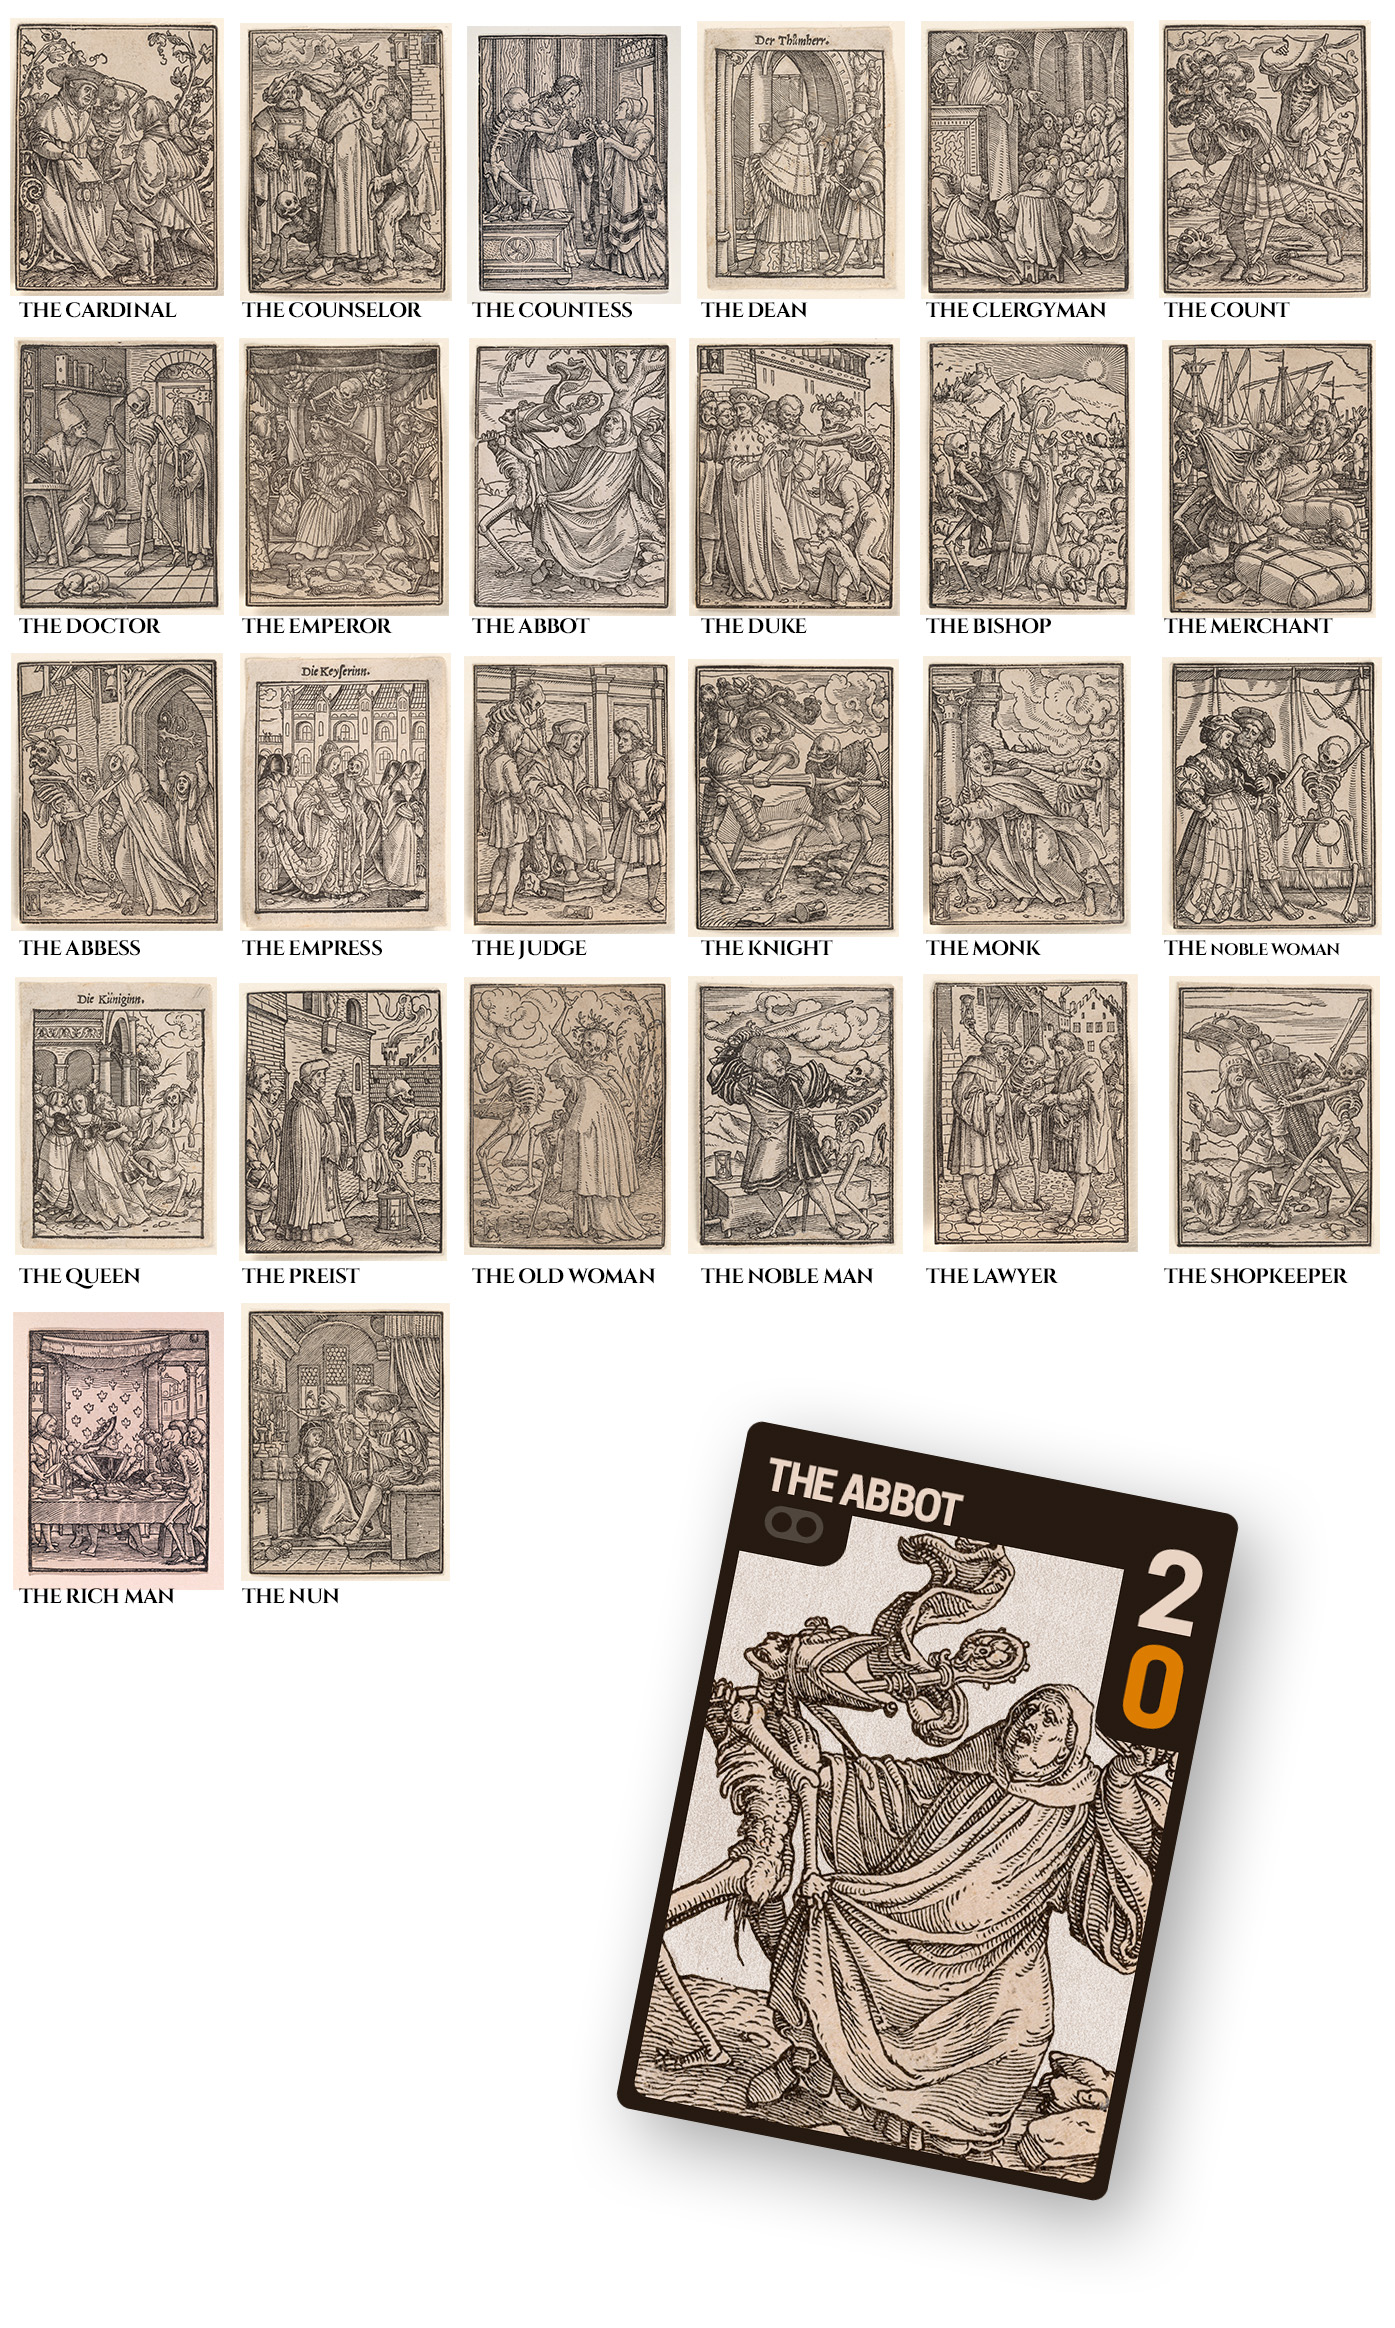 Der Thůmherr.
THE CARDINAL
THE COUNSELOR
THE COUNTESS
THE DEAN
THE CLERGYMAN
THE COUNT
THE DOCTOR
THE EMPEROR
THE ABBOT
THE DUKE
THE BISHOP
THE MERCHANT
Die Keyserinn.
THE ABBESS
THE EMPRESS
THE JUDGE
THE KNIGHT
THE MONK
THE NOBLE WOMAN
Die Küniginn.
THE QUEEN
THE PREIST
THE OLD WOMAN
THE NOBLE MAN
THE LAWYER
THE SHOPKEEPER
THE RICH MAN
THE NUN
THE ABBOT
2
0